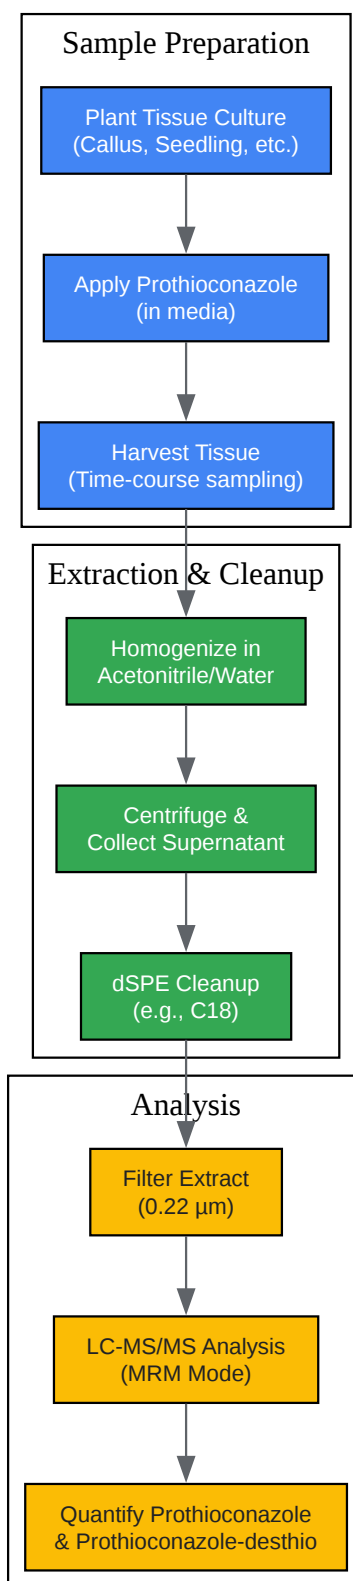 Sample Preparation
Plant Tissue Culture
(Callus, Seedling, etc.)
Apply Prothioconazole
(in media)
Harvest Tissue
(Time-course sampling)
Extraction & Cleanup
Homogenize in
Acetonitrile/Water
Centrifuge &
Collect Supernatant
dSPE Cleanup
(e.g., C18)
Analysis
Filter Extract
(0.22 µm)
LC-MS/MS Analysis
(MRM Mode)
Quantify Prothioconazole
& Prothioconazole-desthio